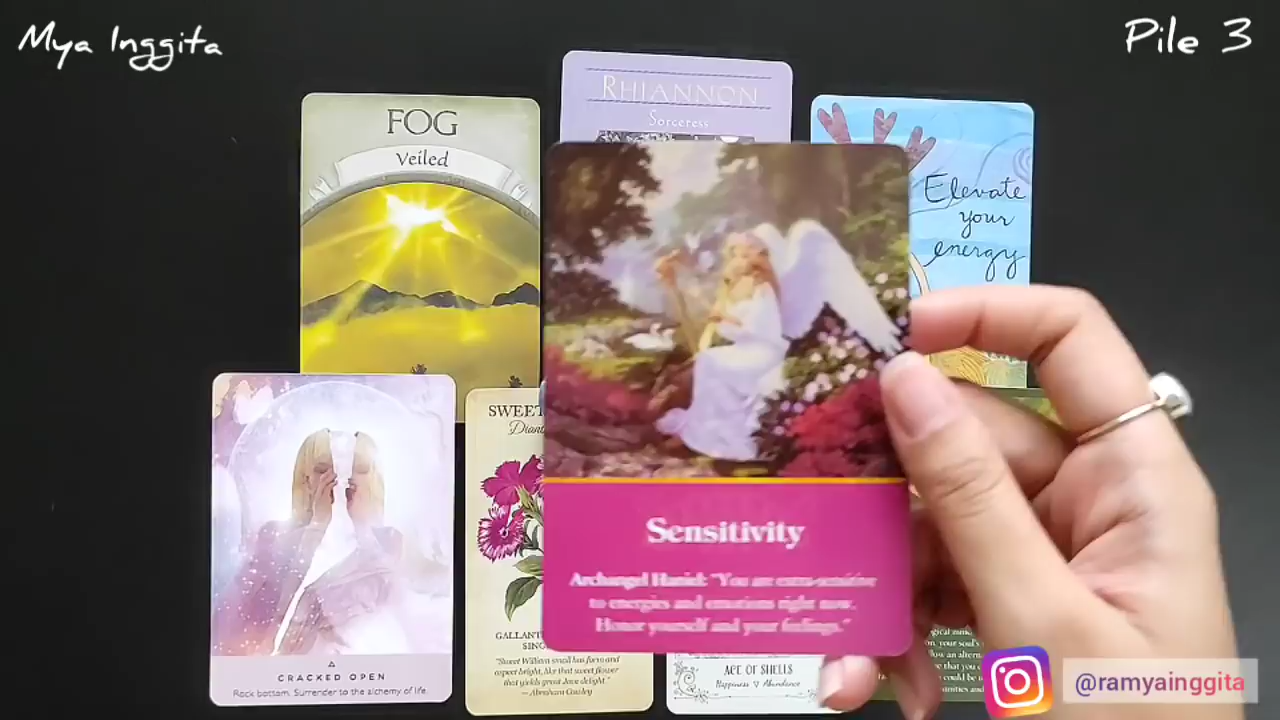 Mya Inggita
Pile 3
FOG
Veiled
RHIANNON
Sorceress
Elevate
your
energy
Sensitivity
Archangel Haniel: "You are extra-sensitive
to energies and emotions right now.
Honor yourself and your feelings."
CRACKED OPEN
Rock bottom. Surrender to the alchemy of life.
SWEET
GALLANT
"Sweet William small has form and
aspect bright, like that sweet flower
that yields great Jove delight."
— Abraham Cowley
ACE OF SHELLS
Happiness ▽ Abundance
@ramyainggita